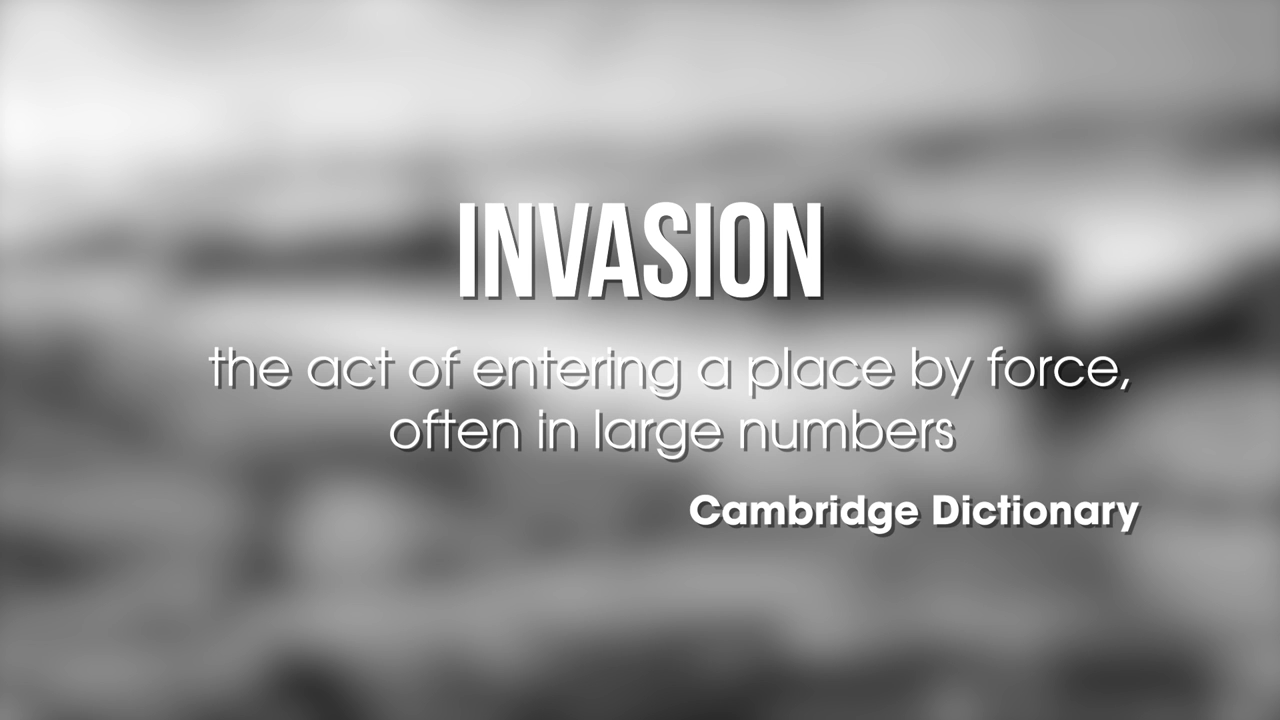 INVASION
the act of entering a place by force,
often in large numbers
Cambridge Dictionary